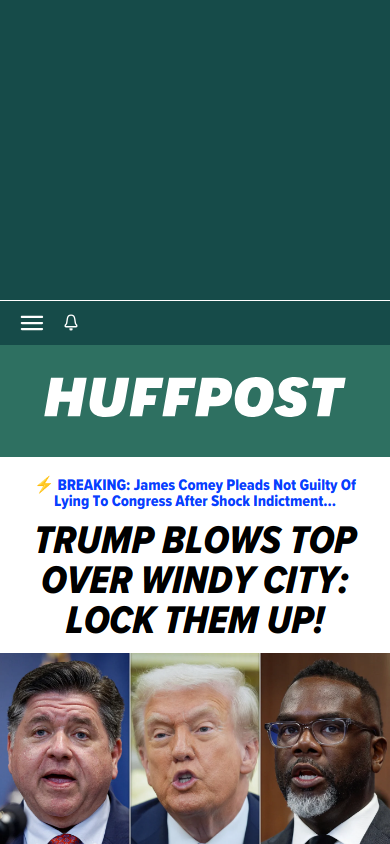 HUFFPOST
⚡ BREAKING: James Comey Pleads Not Guilty Of
Lying To Congress After Shock Indictment...
TRUMP BLOWS TOP
OVER WINDY CITY:
LOCK THEM UP!